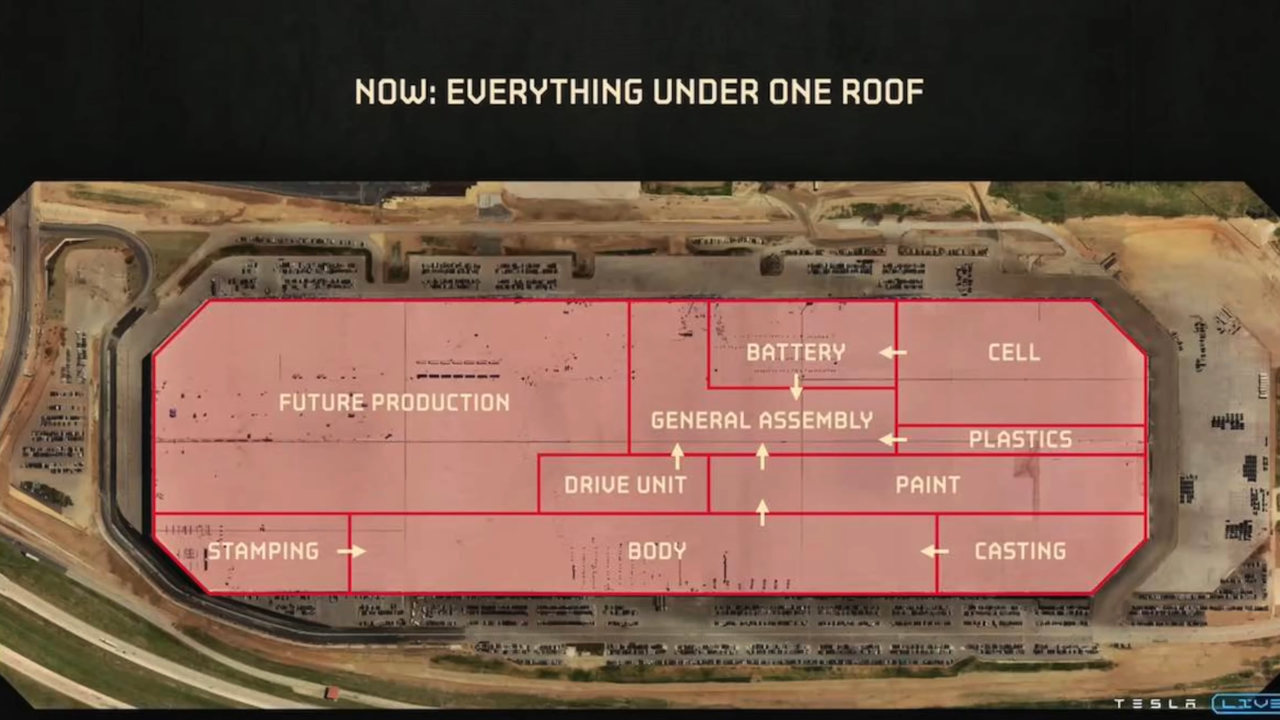 NOW: EVERYTHING UNDER ONE ROOF
BATTERY
CELL
FUTURE PRODUCTION
GENERAL ASSEMBLY
PLASTICS
DRIVE UNIT
PAINT
STAMPING
BODY
CASTING
TESLA LIVE